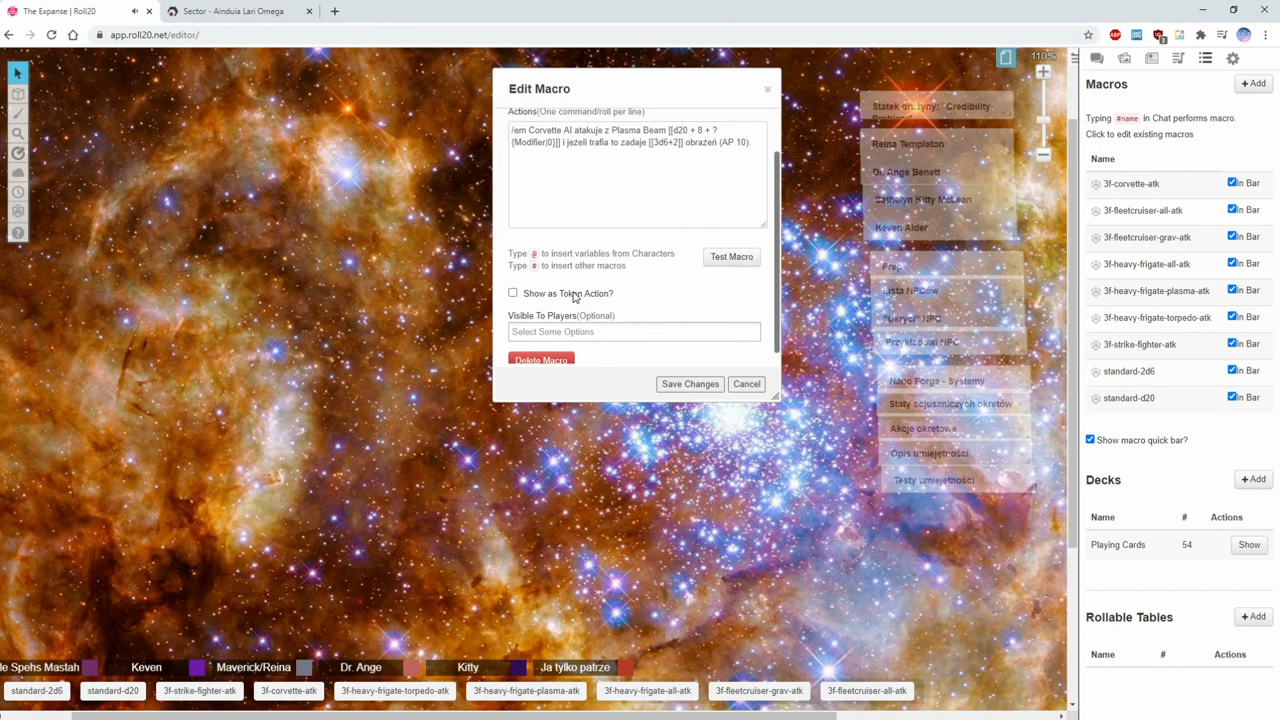 The Expanse | Roll20
Sector - Ainduia Lari Omega
app.roll20.net/editor/
110%
Edit Macro
Actions(One command/roll per line)
/em Corvette AI atakuje z Plasma Beam [[d20 + 8 + ?
{Modifier|0}]] i jezeli trafia to zadaje [[3d6+2]] obrażeń (AP 10).
Type @ to insert variables from Characters
Type # to insert other macros
Test Macro
Show as Token Action?
Visible To Players(Optional)
Select Some Options
Delete Macro
Save Changes
Cancel
Statek drużyny: "Credibility
Reina Templeton
Dr. Ange Benett
Cathelyn Kitty McLean
Keven Alder
Prep
Lista NPCów
"Ukryci" NPC
Przykładowi NPC
Nano Forge - Systemy
Staty sojuszniczych okrętów
Akcje okrętowe
Opis umiejętności
Testy umiejętności
Macros
+ Add
Typing #name in Chat performs macro.
Click to edit existing macros
Name
3f-corvette-atk In Bar
3f-fleetcruiser-all-atk In Bar
3f-fleetcruiser-grav-atk In Bar
3f-heavy-frigate-all-atk In Bar
3f-heavy-frigate-plasma-atk In Bar
3f-heavy-frigate-torpedo-atk In Bar
3f-strike-fighter-atk In Bar
standard-2d6 In Bar
standard-d20 In Bar
Show macro quick bar?
Decks
+ Add
Name # Actions
Playing Cards 54 Show
Rollable Tables
+ Add
Name # Actions
le Spehs Mastah
Keven
Maverick/Reina
Dr. Ange
Kitty
Ja tylko patrze
standard-2d6
standard-d20
3f-strike-fighter-atk
3f-corvette-atk
3f-heavy-frigate-torpedo-atk
3f-heavy-frigate-plasma-atk
3f-heavy-frigate-all-atk
3f-fleetcruiser-grav-atk
3f-fleetcruiser-all-atk